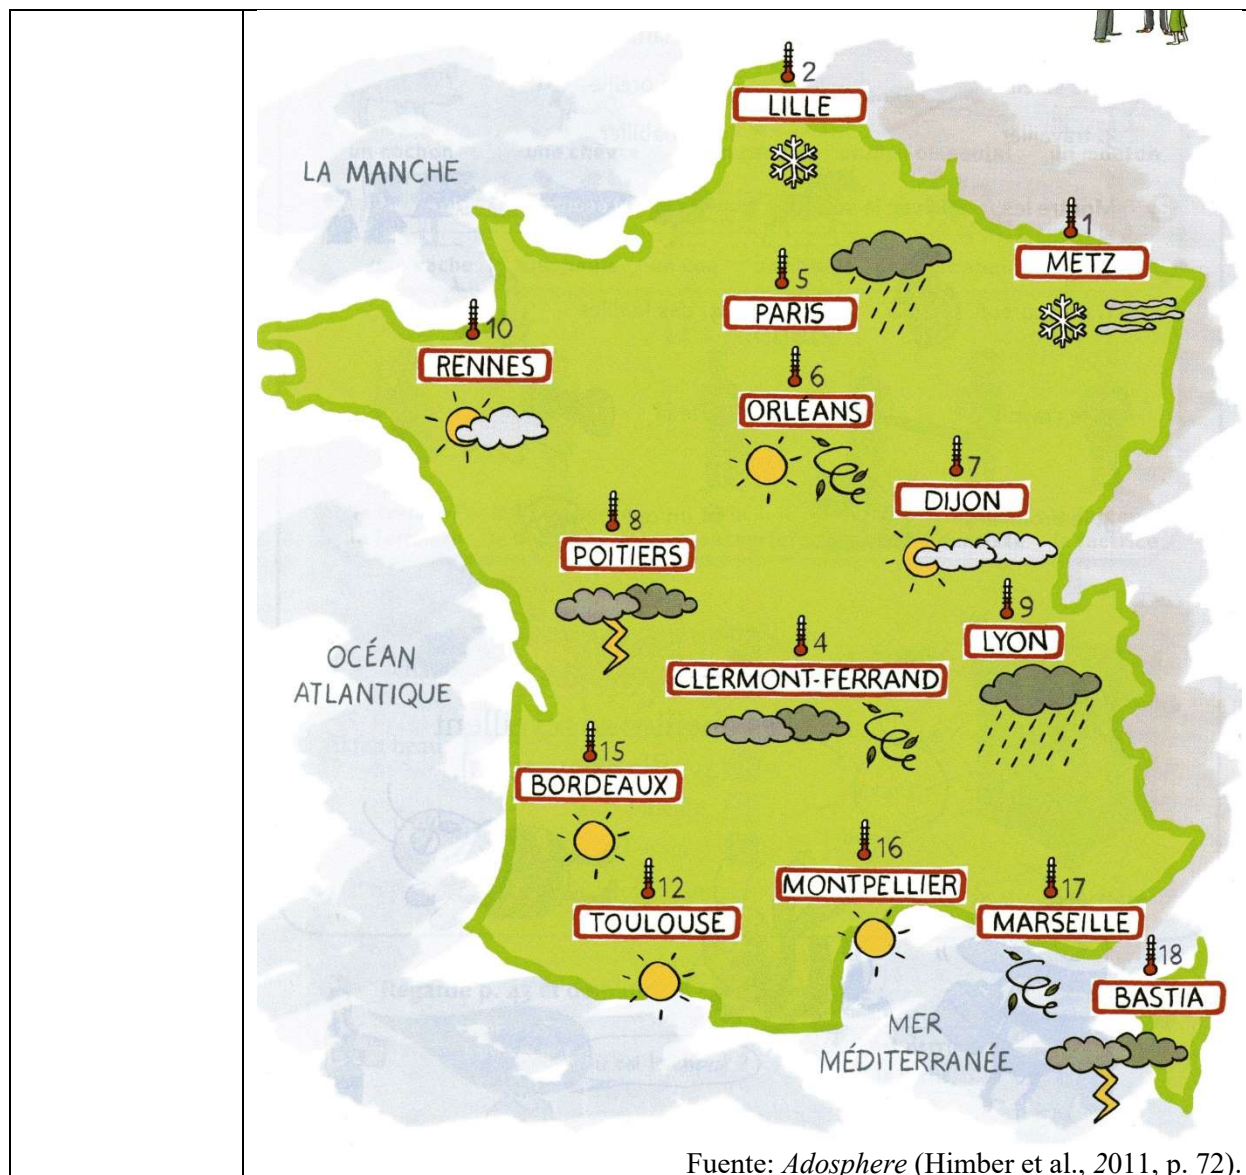 2
LILLE
LA MANCHE
1
METZ
5
PARIS
10
RENNES
6
ORLÉANS
7
DIJON
8
POITIERS
9
LYON
4
CLERMONT-FERRAND
OCÉAN
ATLANTIQUE
15
BORDEAUX
16
MONTPELLIER
12
TOULOUSE
17
MARSEILLE
18
BASTIA
MER
MÉDITERRANÉE
Fuente: Adosphere (Himber et al., 2011, p. 72).